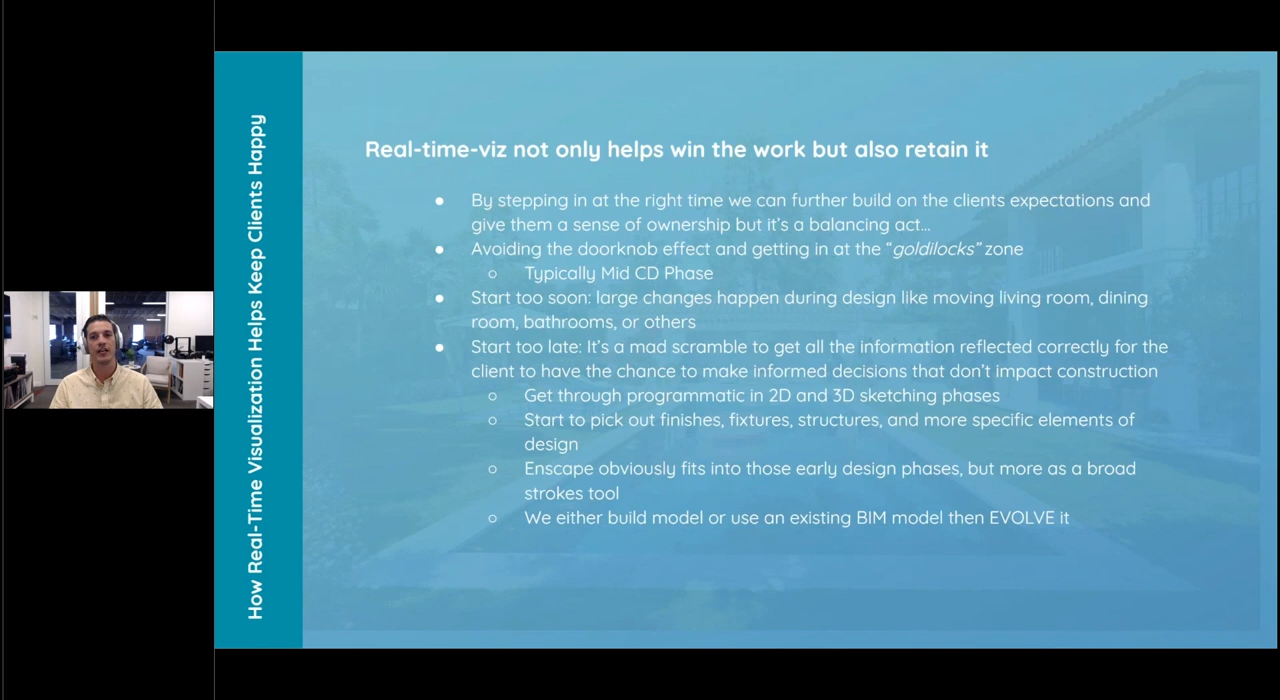 How Real-Time Visualization Helps Keep Clients Happy
Real-time-viz not only helps win the work but also retain it
● By stepping in at the right time we can further build on the clients expectations and
give them a sense of ownership but it's a balancing act...
● Avoiding the doorknob effect and getting in at the “goldilocks” zone
○ Typically Mid CD Phase
● Start too soon: large changes happen during design like moving living room, dining
room, bathrooms, or others
● Start too late: It's a mad scramble to get all the information reflected correctly for the
client to have the chance to make informed decisions that don't impact construction
○ Get through programmatic in 2D and 3D sketching phases
○ Start to pick out finishes, fixtures, structures, and more specific elements of
design
○ Enscape obviously fits into those early design phases, but more as a broad
strokes tool
○ We either build model or use an existing BIM model then EVOLVE it